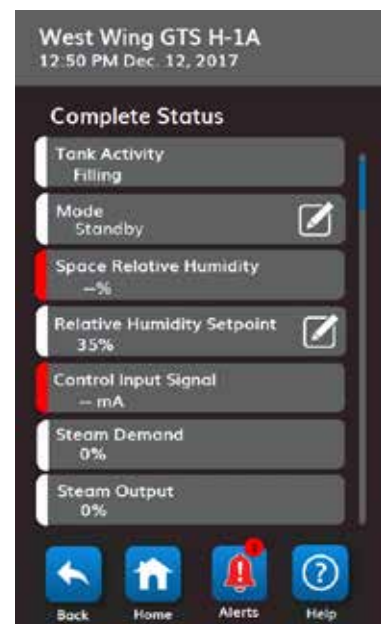 West Wing GTS H-1A
12:50 PM Dec. 12, 2017
Complete Status
Tank Activity
Filling
Mode
Standby
Space Relative Humidity
--%
Relative Humidity Setpoint
35%
Control Input Signal
-- mA
Steam Demand
0%
Steam Output
0%
Back Home Alerts Help